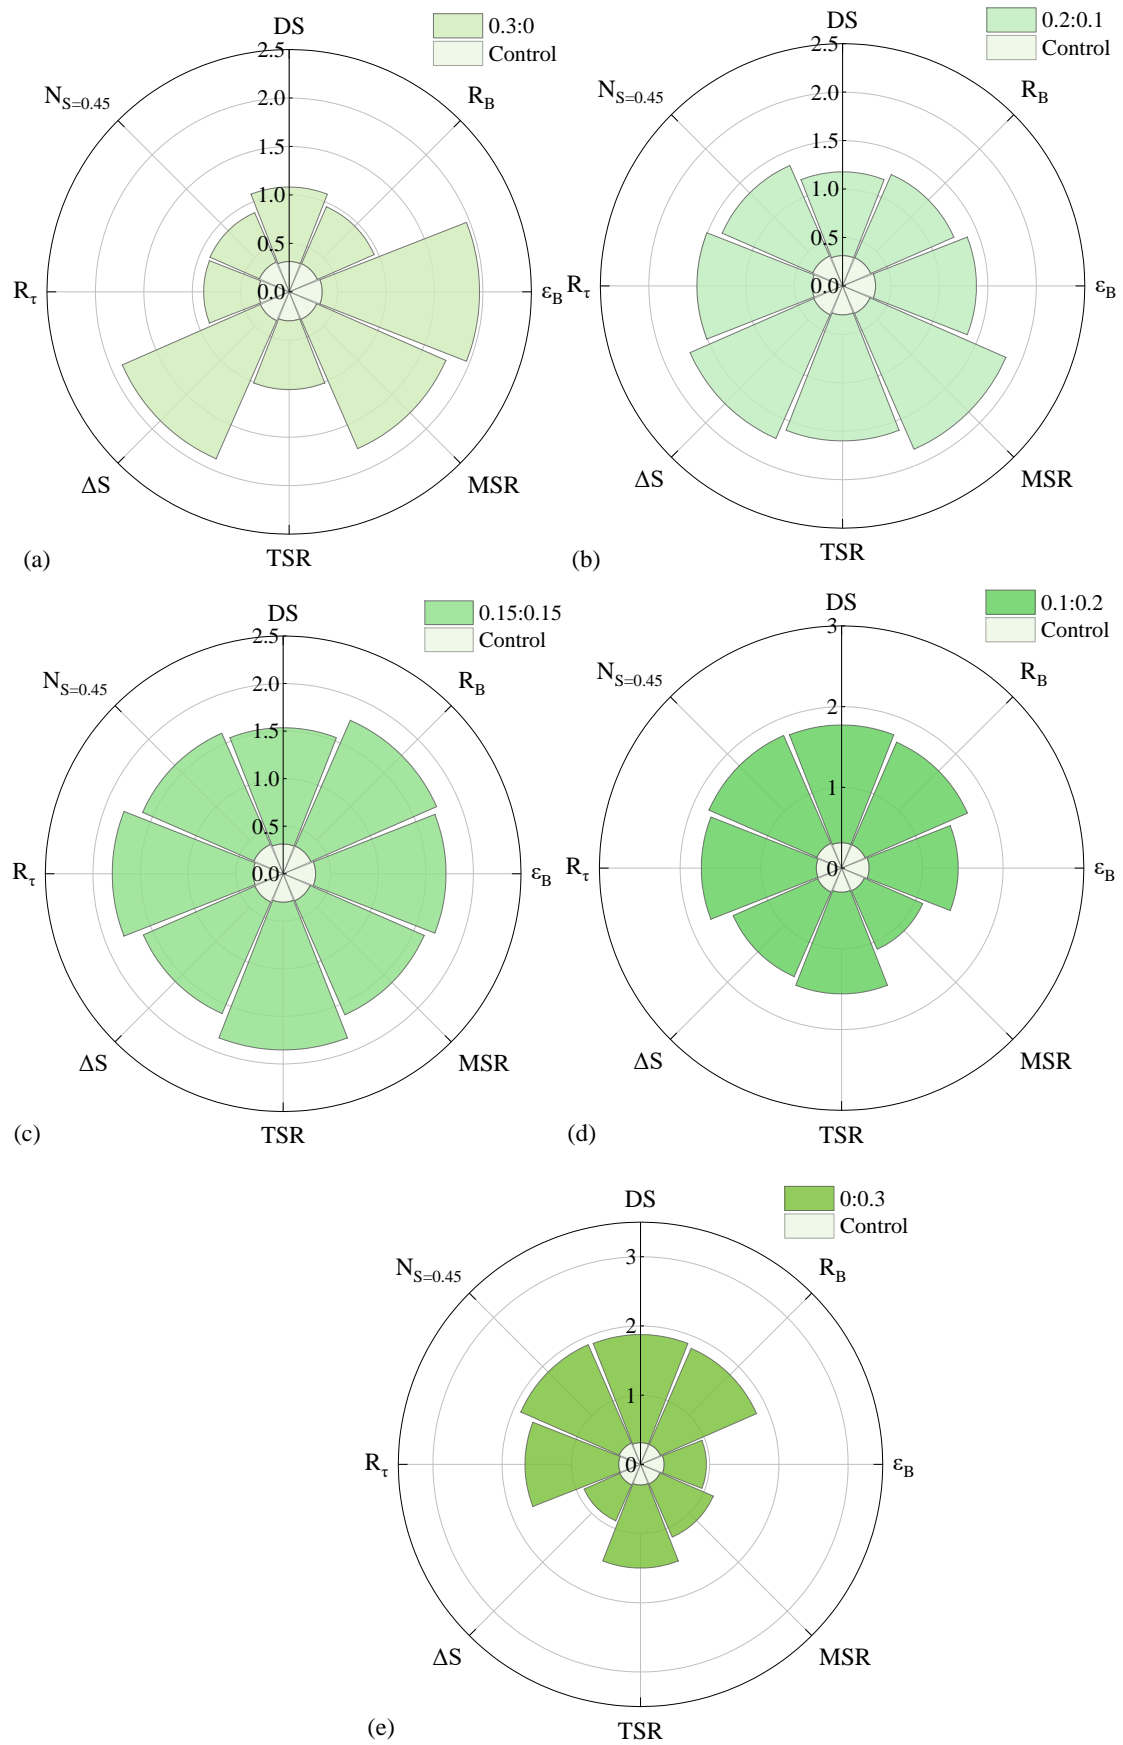 DS
0.3:0
Control
2.5
2.0
1.5
1.0
0.5
0.0
N_S=0.45
R_B
R_τ
ε_B
ΔS
MSR
TSR
(a)
DS
0.2:0.1
Control
2.5
2.0
1.5
1.0
0.5
0.0
N_S=0.45
R_B
R_τ
ε_B
ΔS
MSR
TSR
(b)
DS
0.15:0.15
Control
2.5
2.0
1.5
1.0
0.5
0.0
N_S=0.45
R_B
R_τ
ε_B
ΔS
MSR
TSR
(c)
DS
0.1:0.2
Control
3
2
1
0
N_S=0.45
R_B
R_τ
ε_B
ΔS
MSR
TSR
(d)
DS
0:0.3
Control
3
2
1
0
N_S=0.45
R_B
R_τ
ε_B
ΔS
MSR
TSR
(e)